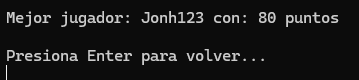 Mejor jugador: Jonh123 con: 80 puntos
Presiona Enter para volver...